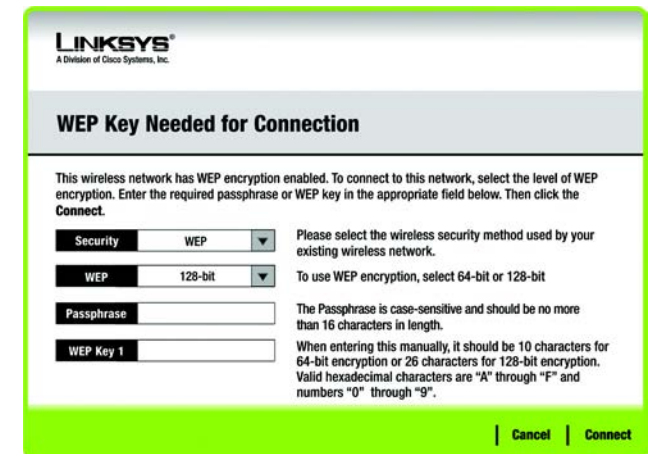 LINKSYS®
A Division of Cisco Systems, Inc.
WEP Key Needed for Connection
This wireless network has WEP encryption enabled. To connect to this network, select the level of WEP
encryption. Enter the required passphrase or WEP key in the appropriate field below. Then click the
Connect.
Security WEP Please select the wireless security method used by your
existing wireless network.
WEP 128-bit To use WEP encryption, select 64-bit or 128-bit
Passphrase The Passphrase is case-sensitive and should be no more
than 16 characters in length.
WEP Key 1 When entering this manually, it should be 10 characters for
64-bit encryption or 26 characters for 128-bit encryption.
Valid hexadecimal characters are “A” through “F” and
numbers “0” through “9”.
Cancel Connect